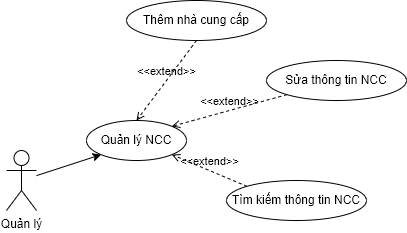 Thêm nhà cung cấp
<<extend>>
Sửa thông tin NCC
<<extend>>
Quản lý NCC
<<extend>>
Tìm kiếm thông tin NCC
Quản lý